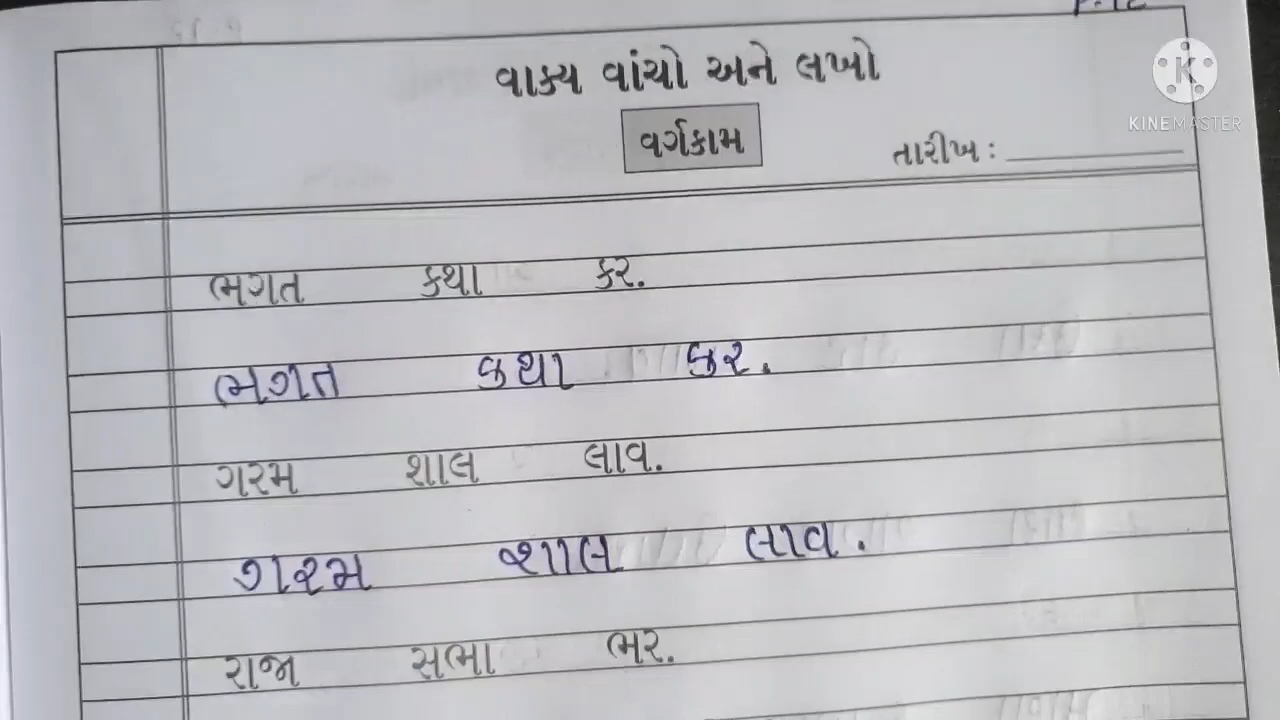 વાક્ય વાંચો અને લખો
KINEMASTER
વર્ગકામ
તારીખ :
ભગત કથા કર.
ભગત કથા કર.
ગરમ શાલ લાવ.
ગરમ શાલ લાવ.
રાજા સભા ભર.